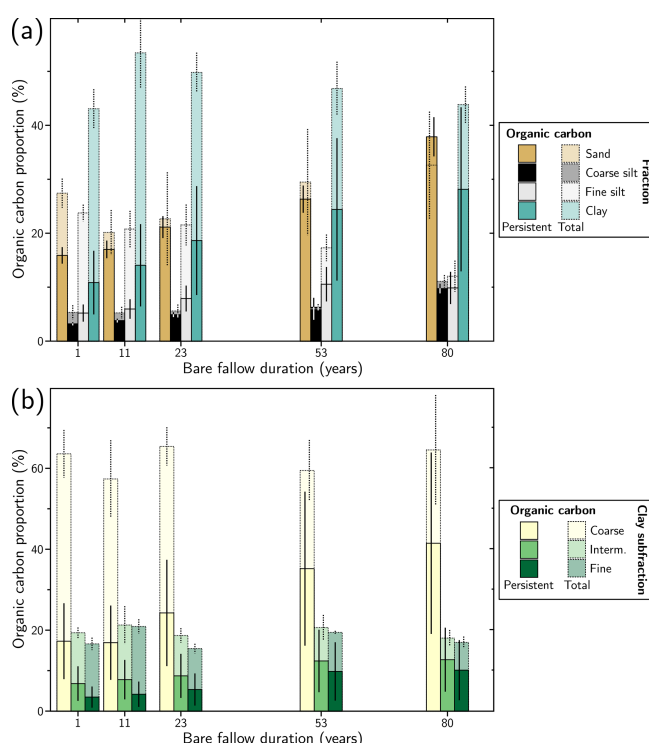 (a)
Organic carbon proportion (%)
40
20
0
1 11 23 53 80
Bare fallow duration (years)
Organic carbon
Sand
Coarse silt
Fine silt
Clay
Persistent Total
Fraction
(b)
Organic carbon proportion (%)
60
40
20
0
1 11 23 53 80
Bare fallow duration (years)
Organic carbon
Coarse
Interm.
Fine
Persistent Total
Clay subfraction